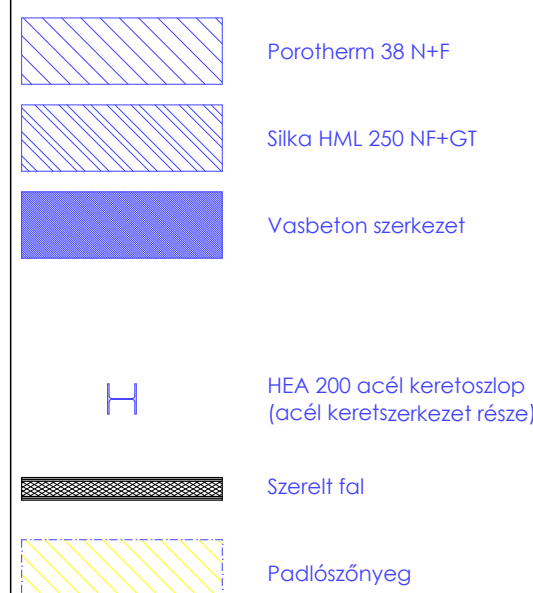 Porotherm 38 N+F
Silka HML 250 NF+GT
Vasbeton szerkezet
HEA 200 acél keretoszlop
(acél keretszerkezet része)
Szerelt fal
Padlószőnyeg